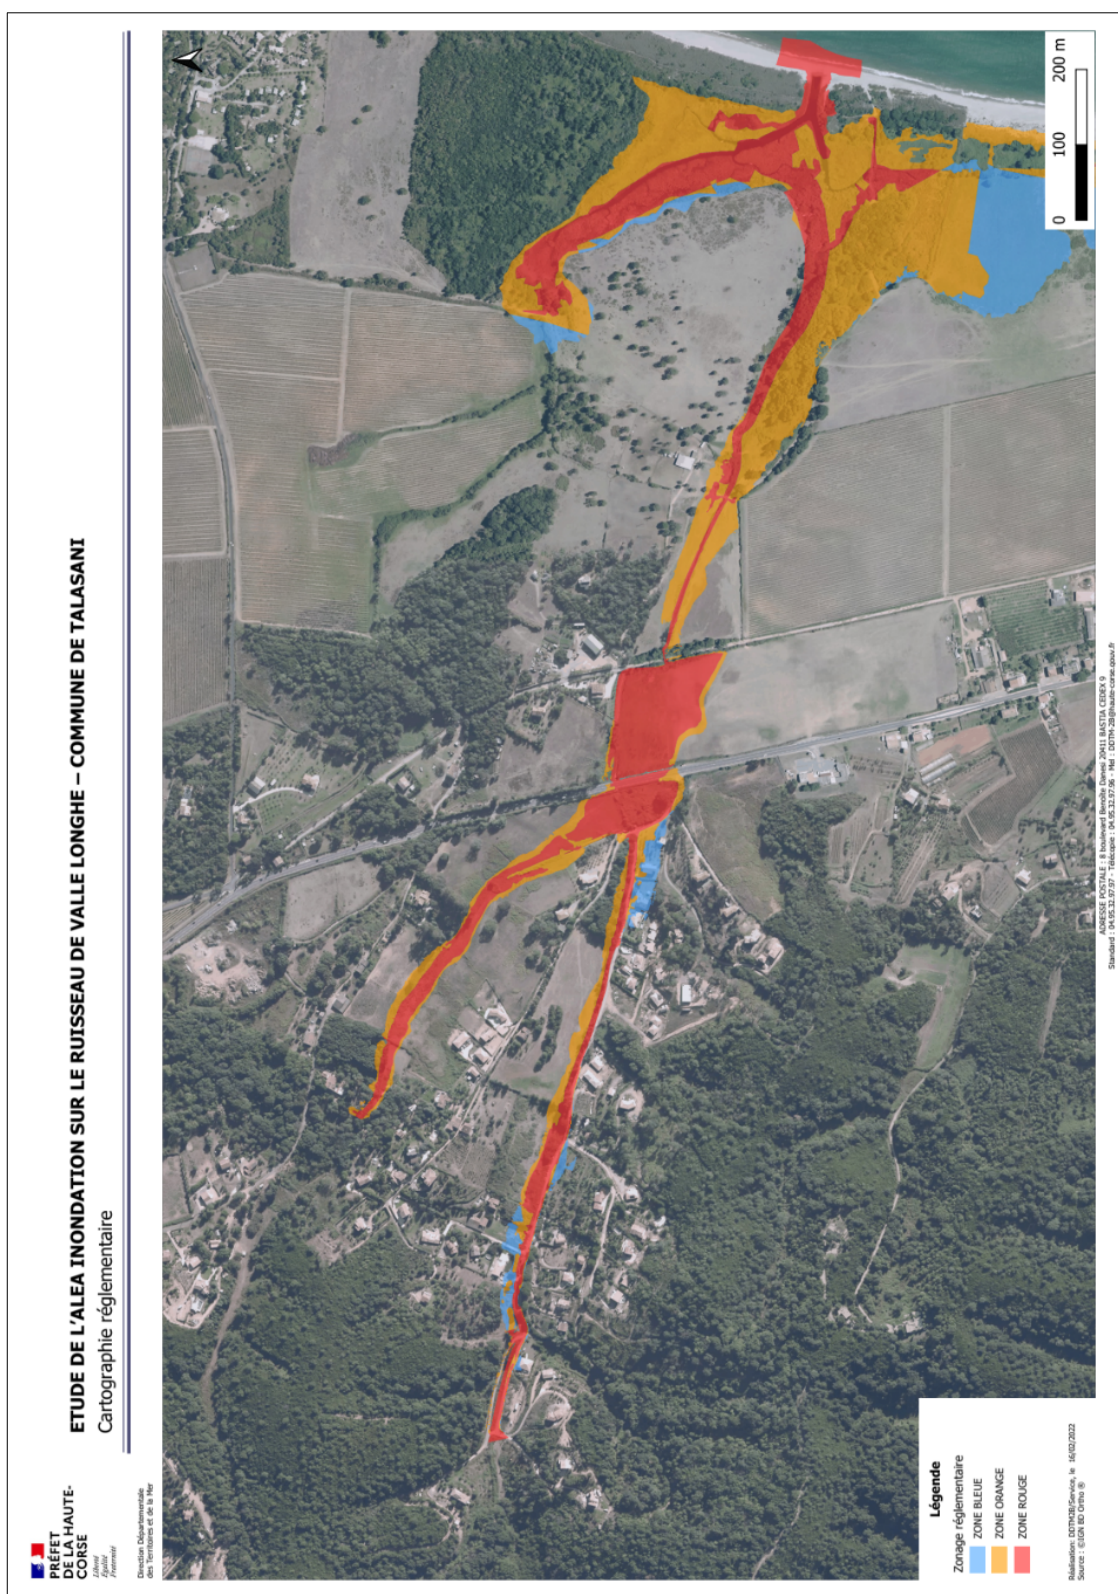 PRÉFET
DE LA HAUTE-
CORSE
Liberté
Égalité
Fraternité
Direction Départementale
des Territoires et de la Mer
ETUDE DE L'ALEA INONDATION SUR LE RUISSEAU DE VALLE LONGHE – COMMUNE DE TALASANI
Cartographie réglementaire
0 100 200 m
Légende
Zonage réglementaire
ZONE BLEUE
ZONE ORANGE
ZONE ROUGE
Réalisation: DDTM2B/Service, le 16/02/2022
Source : ©IGN BD Ortho ®
ADRESSE POSTALE : 8 boulevard Benoîte Danesi 20411 BASTIA CEDEX 9
Standard : 04.95.32.97.97 - Télécopie : 04.95.32.97.96 - Mel : DDTM-2B@haute-corse.gouv.fr